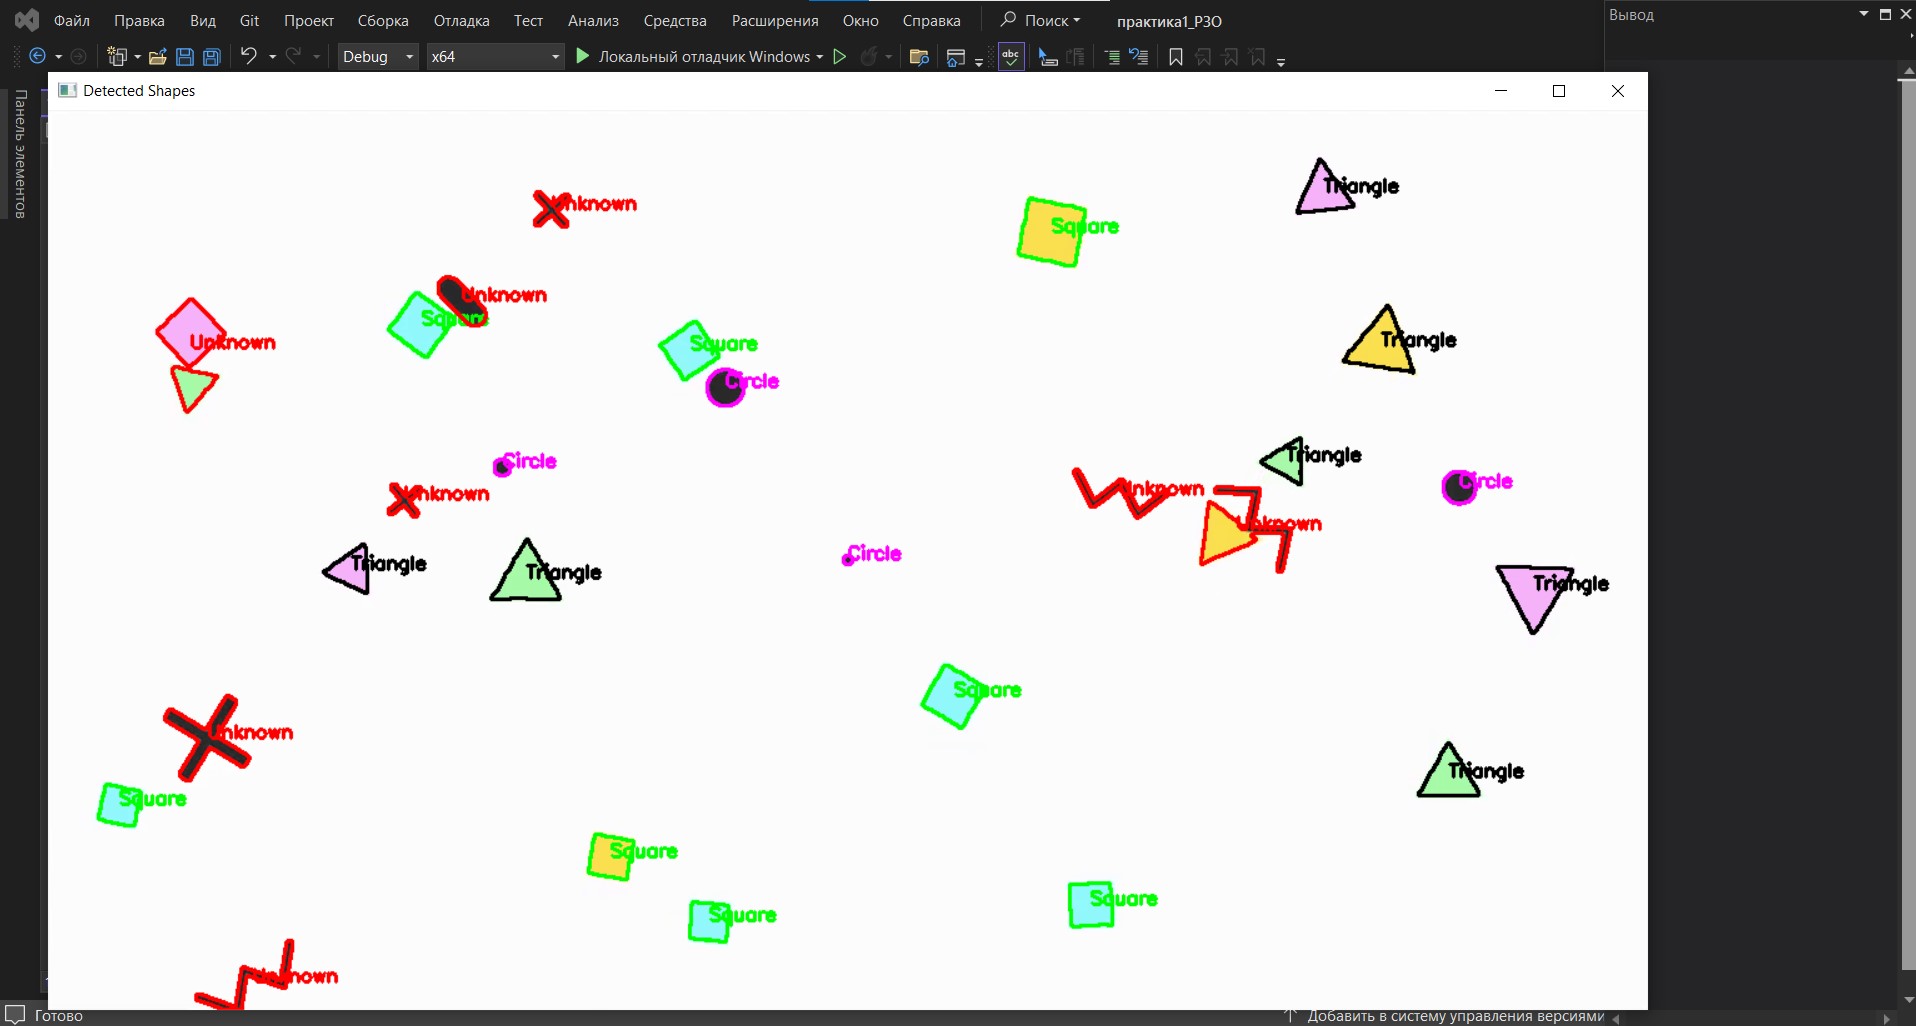 Файл Правка Вид Git Проект Сборка Отладка Тест Анализ Средства Расширения Окно Справка Поиск практика1_РЗО
Вывод
Debug x64 Локальный отладчик Windows
abc
Панель элементов
Detected Shapes
Triangle
Unknown
Square
Unknown
Square
Unknown
Square
Triangle
Circle
Triangle
Circle
Unknown
Unknown
Circle
Unknown
Triangle
Circle
Triangle
Triangle
Triangle
Square
Unknown
Triangle
Square
Square
Square
Square
Unknown
Готово
Добавить в систему управления версиями